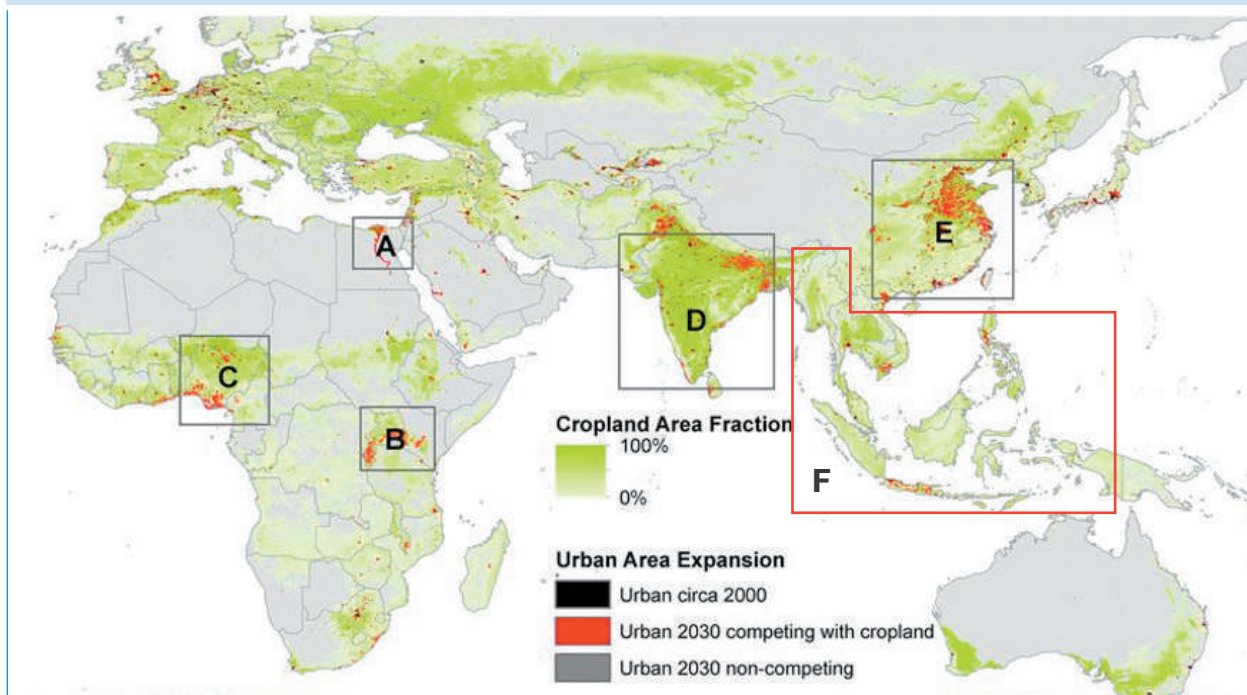 A
E
D
C
B
F
Cropland Area Fraction
100%
0%
Urban Area Expansion
Urban circa 2000
Urban 2030 competing with cropland
Urban 2030 non-competing